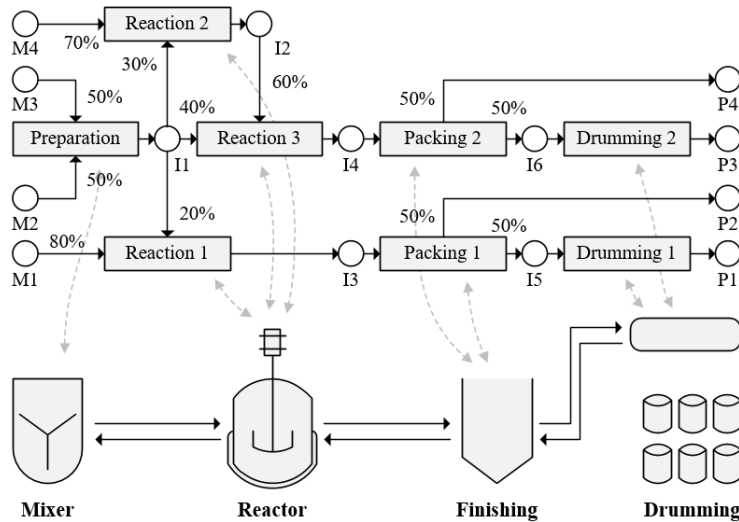 Reaction 2
M4
70%
I2
30%
60%
M3
50%
40%
50%
50%
P4
Preparation
I1
Reaction 3
I4
Packing 2
I6
Drumming 2
P3
50%
M2
20%
50%
50%
P2
M1
80%
Reaction 1
I3
Packing 1
I5
Drumming 1
P1
Mixer
Reactor
Finishing
Drumming